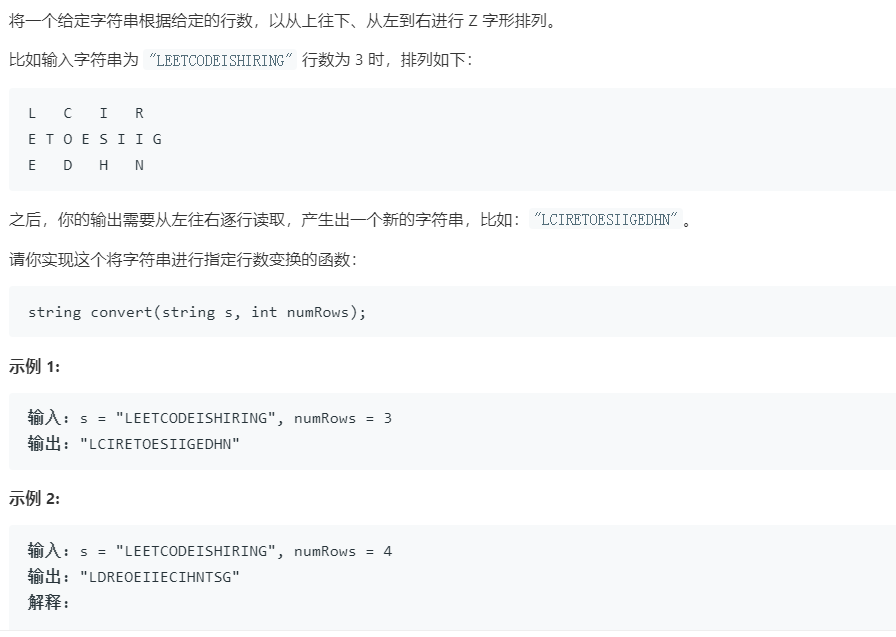 将一个给定字符串根据给定的行数，以从上往下、从左到右进行 Z 字形排列。
比如输入字符串为 "LEETCODEISHIRING" 行数为 3 时，排列如下：
L C I R
E T O E S I I G
E D H N
之后，你的输出需要从左往右逐行读取，产生出一个新的字符串，比如："LCIRETOESIIGEDHN"。
请你实现这个将字符串进行指定行数变换的函数：
string convert(string s, int numRows);
示例 1:
输入：s = "LEETCODEISHIRING", numRows = 3
输出："LCIRETOESIIGEDHN"
示例 2:
输入：s = "LEETCODEISHIRING", numRows = 4
输出："LDREOEIIECIHNTSG"
解释：